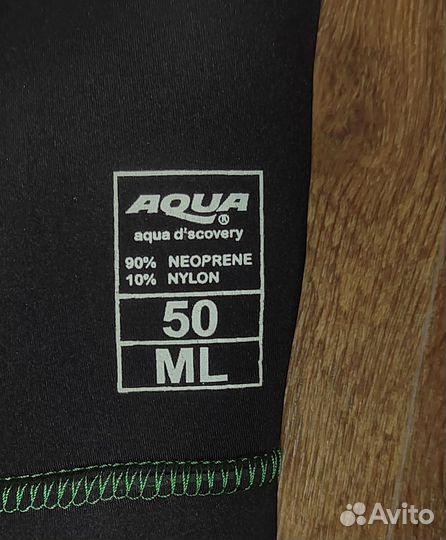 AQUA®
aqua d'scovery
90% NEOPRENE
10% NYLON
50
ML
Avito